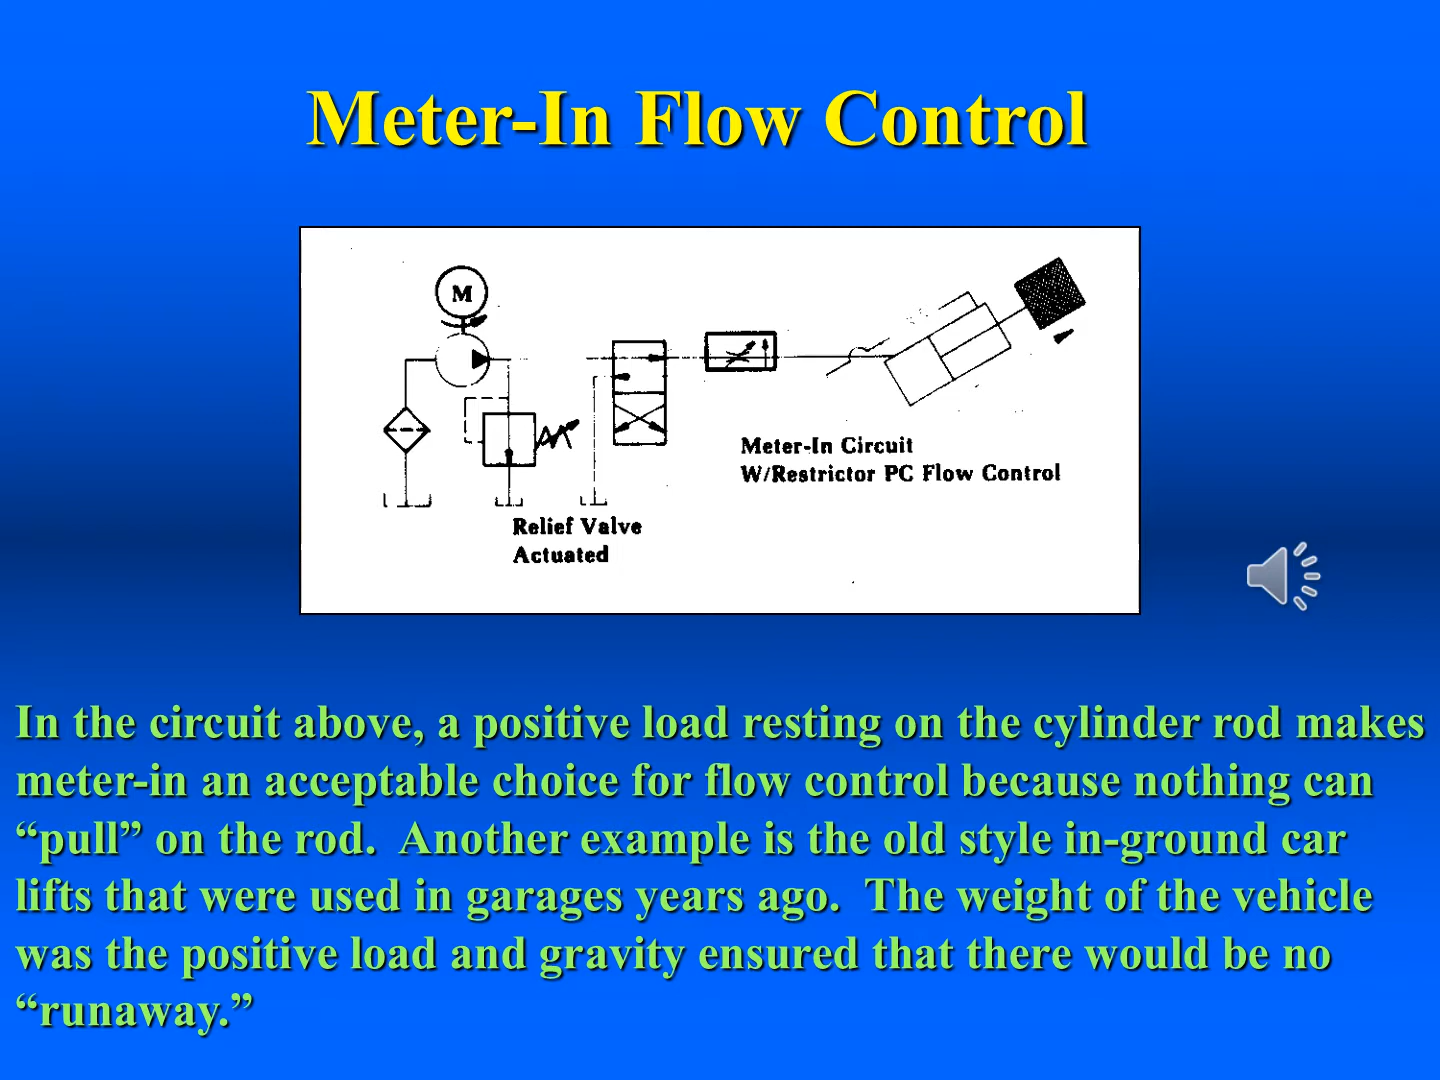 Meter-In Flow Control
M
Meter-In Circuit
W/Restrictor PC Flow Control
Relief Valve
Actuated
In the circuit above, a positive load resting on the cylinder rod makes
meter-in an acceptable choice for flow control because nothing can
“pull” on the rod.  Another example is the old style in-ground car
lifts that were used in garages years ago.  The weight of the vehicle
was the positive load and gravity ensured that there would be no
“runaway.”